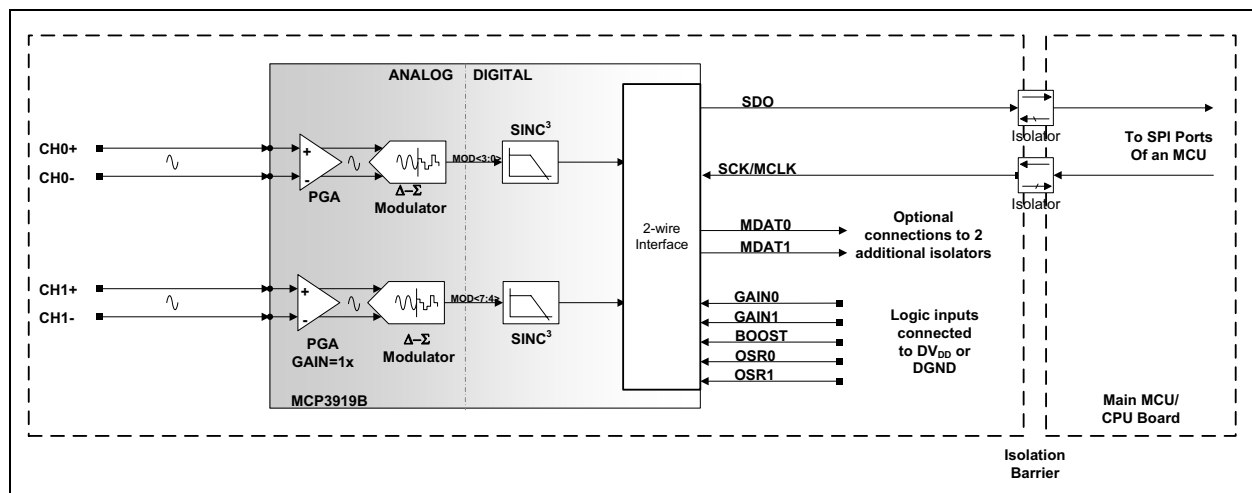 ANALOG
DIGITAL
CH0+
CH0-
+
-
PGA
Δ–Σ
Modulator
MOD<3:0>
SINC³
CH1+
CH1-
+
-
PGA
GAIN=1x
Δ–Σ
Modulator
MOD<7:4>
SINC³
MCP3919B
2-wire
Interface
SDO
SCK/MCLK
MDAT0
MDAT1
Optional
connections to 2
additional isolators
GAIN0
GAIN1
BOOST
OSR0
OSR1
Logic inputs
connected
to DVDD or
DGND
Isolator
Isolator
To SPI Ports
Of an MCU
Main MCU/
CPU Board
Isolation
Barrier